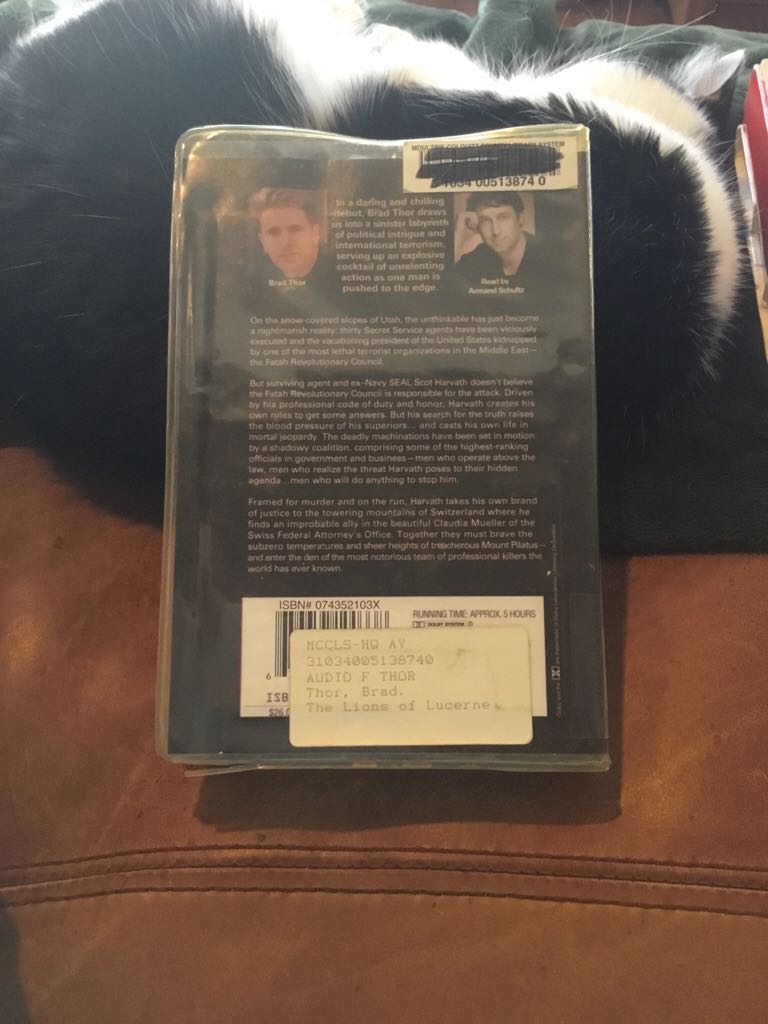 MOULTRIE-COLQUITT COUNTY LIBRARY SYSTEM
1034 00513874 0
In a daring and chilling
debut, Brad Thor draws
us into a sinister labyrinth
of political intrigue and
international terrorism,
serving up an explosive
cocktail of unrelenting
action as one man is
pushed to the edge.
Brad Thor
Read by
Armand Schultz
On the snow-covered slopes of Utah, the unthinkable has just become
a nightmarish reality: thirty Secret Service agents have been viciously
executed and the vacationing president of the United States kidnapped
by one of the most lethal terrorist organizations in the Middle East—
the Fatah Revolutionary Council.
But surviving agent and ex-Navy SEAL Scot Harvath doesn't believe
the Fatah Revolutionary Council is responsible for the attack. Driven
by his professional code of duty and honor, Harvath creates his
own rules to get some answers. But his search for the truth raises
the blood pressure of his superiors... and casts his own life in
mortal jeopardy. The deadly machinations have been set in motion
by a shadowy coalition, comprising some of the highest-ranking
officials in government and business—men who operate above the
law, men who realize the threat Harvath poses to their hidden
agenda...men who will do anything to stop him.
Framed for murder and on the run, Harvath takes his own brand
of justice to the towering mountains of Switzerland where he
finds an improbable ally in the beautiful Claudia Mueller of the
Swiss Federal Attorney's Office. Together they must brave the
subzero temperatures and sheer heights of treacherous Mount Pilatus—
and enter the den of the most notorious team of professional killers the
world has ever known.
ISBN# 074352103X
RUNNING TIME: APPROX. 5 HOURS
DOLBY SYSTEM
6
ISB
$26.0
MCCLS-HQ AV
31034005138740
AUDIO F THOR
Thor, Brad.
The Lions of Lucerne